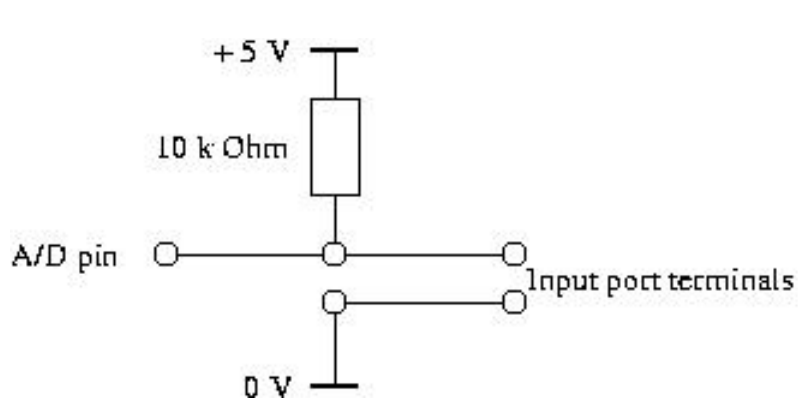 +5 V
10 k Ohm
A/D pin
Input port terminals
0 V